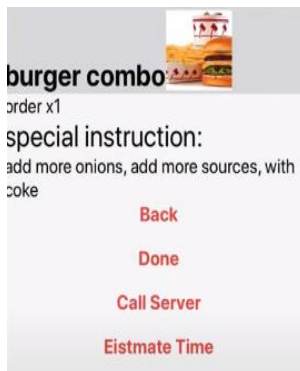 burger combo
order x1
special instruction:
add more onions, add more sources, with
coke
Back
Done
Call Server
Eistmate Time